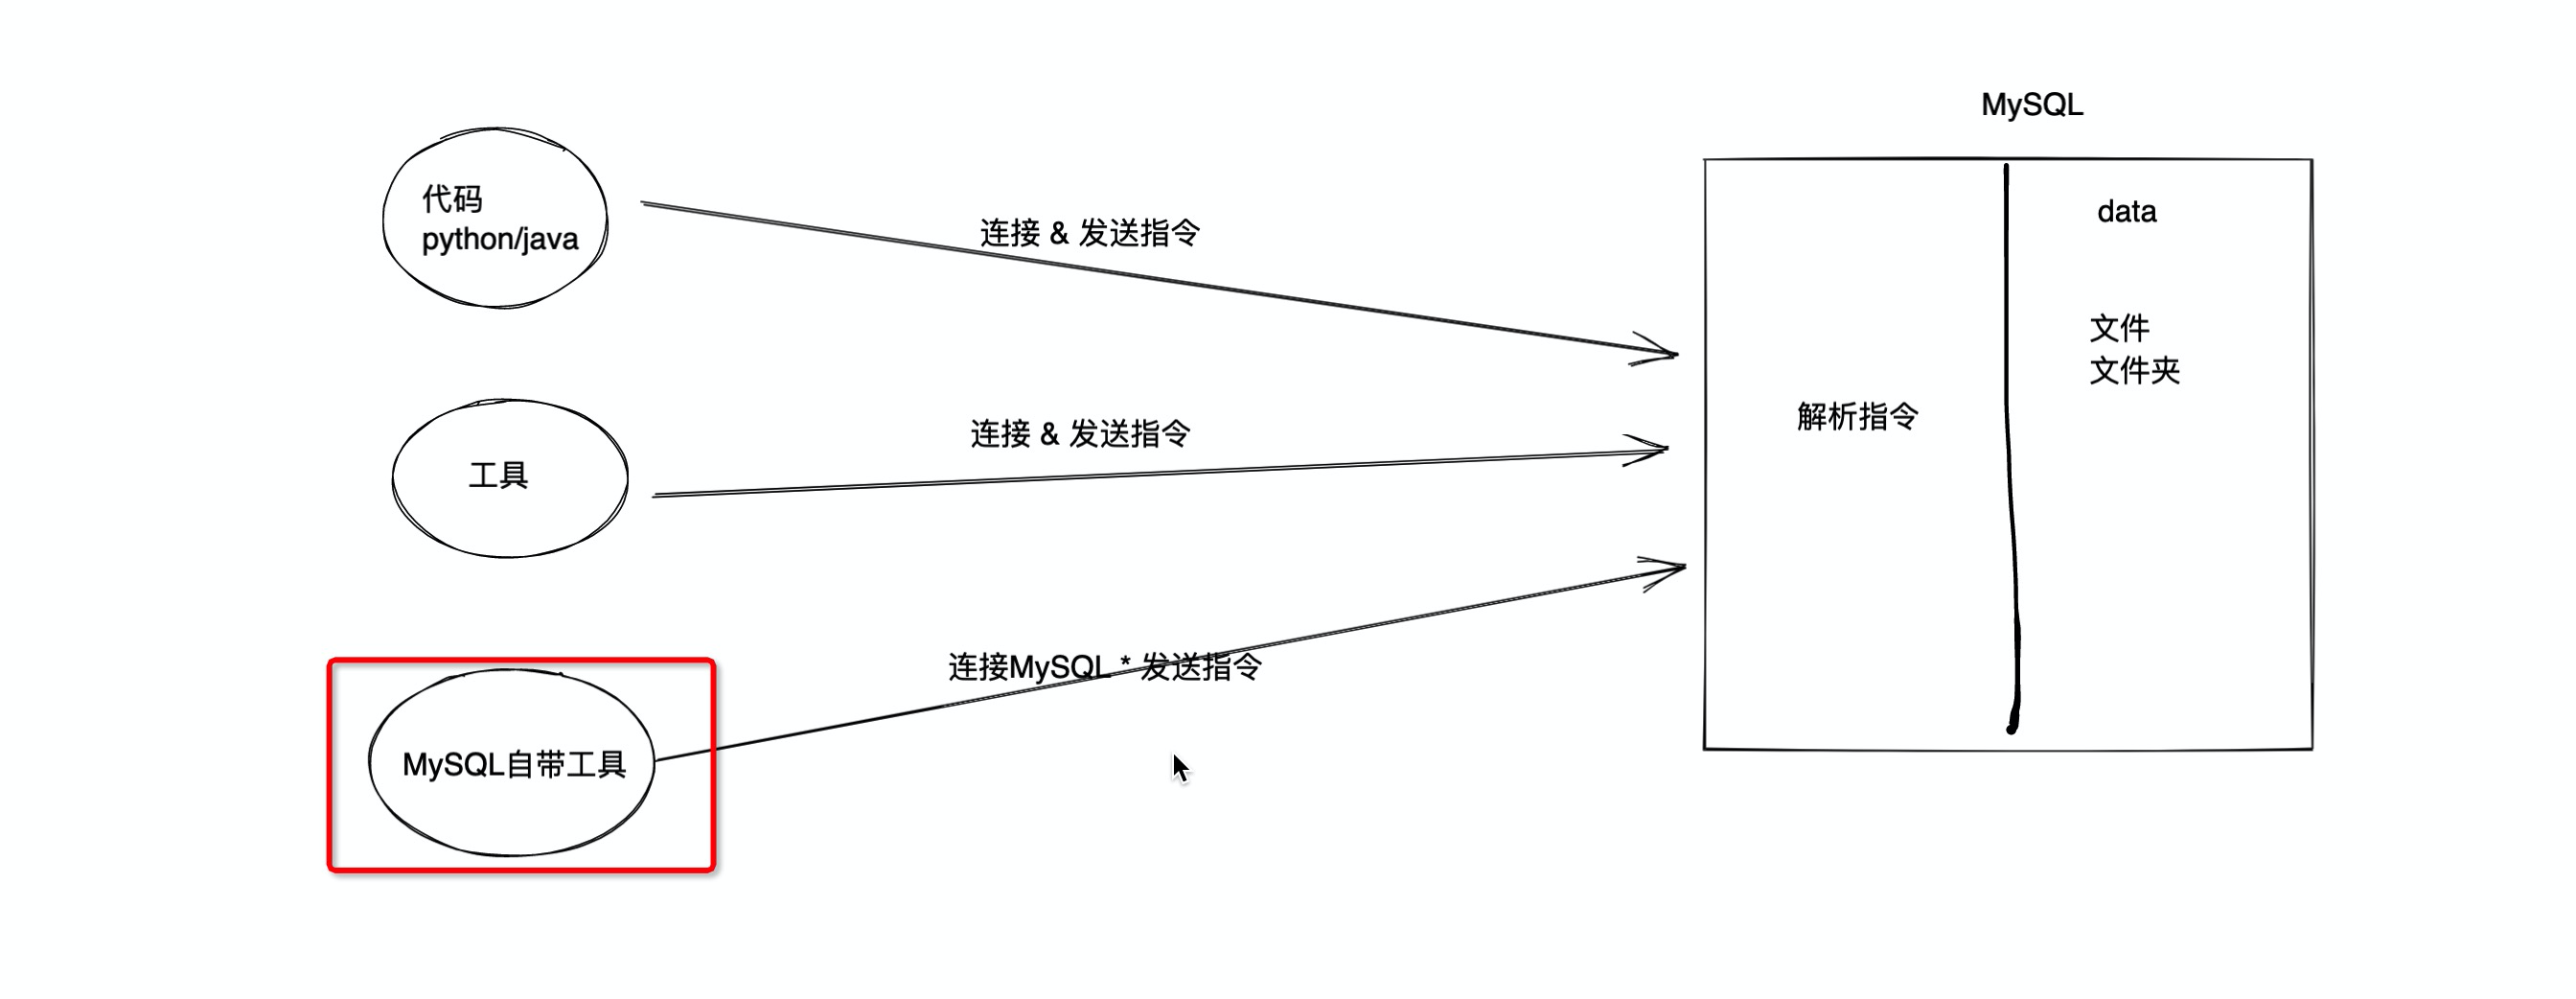 MySQL
代码
python/java
连接 & 发送指令
data
文件
文件夹
解析指令
连接 & 发送指令
工具
连接MySQL * 发送指令
MySQL自带工具